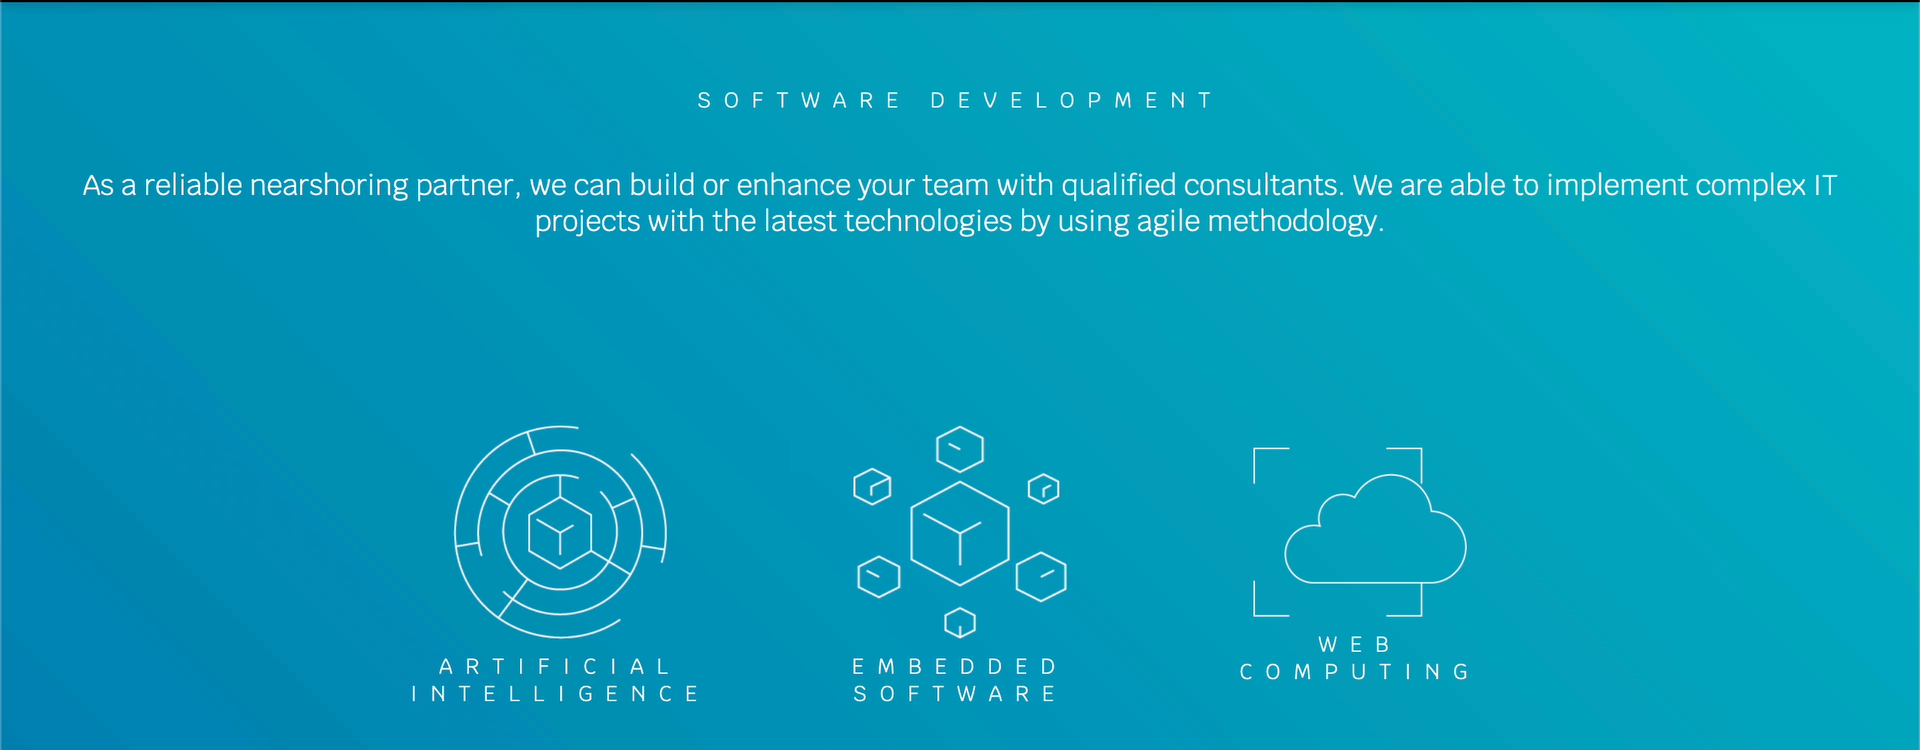 SOFTWARE DEVELOPMENT
As a reliable nearshoring partner, we can build or enhance your team with qualified consultants. We are able to implement complex IT
projects with the latest technologies by using agile methodology.
ARTIFICIAL
INTELLIGENCE
EMBEDDED
SOFTWARE
WEB
COMPUTING